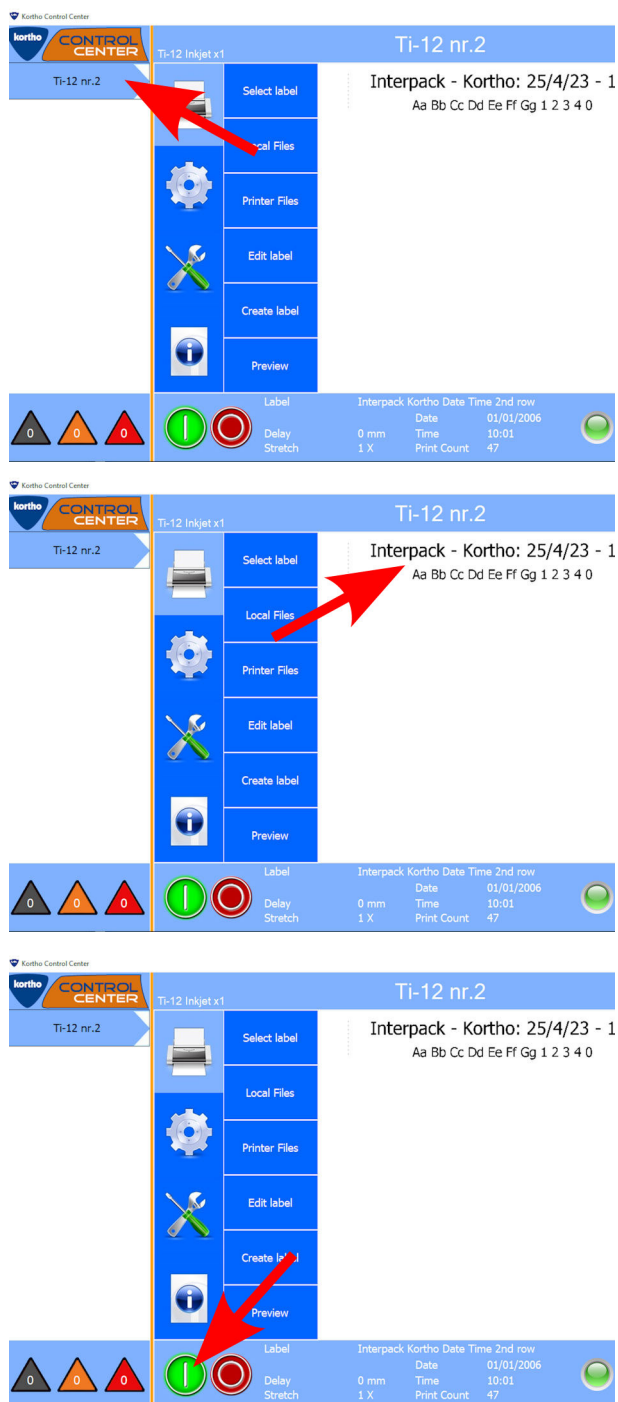 Kortho Control Center
kortho
CONTROL
CENTER
Ti-12 Inkjet x1
Ti-12 nr.2
Ti-12 nr.2
Select label
Local Files
Printer Files
Edit label
Create label
Preview
Interpack - Kortho: 25/4/23 - 1
Aa Bb Cc Dd Ee Ff Gg 1 2 3 4 0
0 0 0
Label Interpack Kortho Date Time 2nd row
Date 01/01/2006
Delay 0 mm Time 10:01
Stretch 1 X Print Count 47
Kortho Control Center
kortho
CONTROL
CENTER
Ti-12 Inkjet x1
Ti-12 nr.2
Ti-12 nr.2
Select label
Local Files
Printer Files
Edit label
Create label
Preview
Interpack - Kortho: 25/4/23 - 1
Aa Bb Cc Dd Ee Ff Gg 1 2 3 4 0
0 0 0
Label Interpack Kortho Date Time 2nd row
Date 01/01/2006
Delay 0 mm Time 10:01
Stretch 1 X Print Count 47
Kortho Control Center
kortho
CONTROL
CENTER
Ti-12 Inkjet x1
Ti-12 nr.2
Ti-12 nr.2
Select label
Local Files
Printer Files
Edit label
Create label
Preview
Interpack - Kortho: 25/4/23 - 1
Aa Bb Cc Dd Ee Ff Gg 1 2 3 4 0
0 0 0
Label Interpack Kortho Date Time 2nd row
Date 01/01/2006
Delay 0 mm Time 10:01
Stretch 1 X Print Count 47